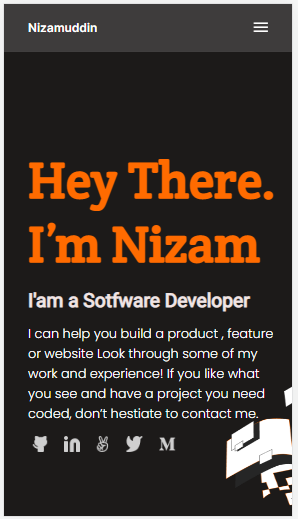 Nizamuddin
Hey There.
I’m Nizam
I'am a Sotfware Developer
I can help you build a product , feature
or website Look through some of my
work and experience! If you like what
you see and have a project you need
coded, don’t hestiate to contact me.